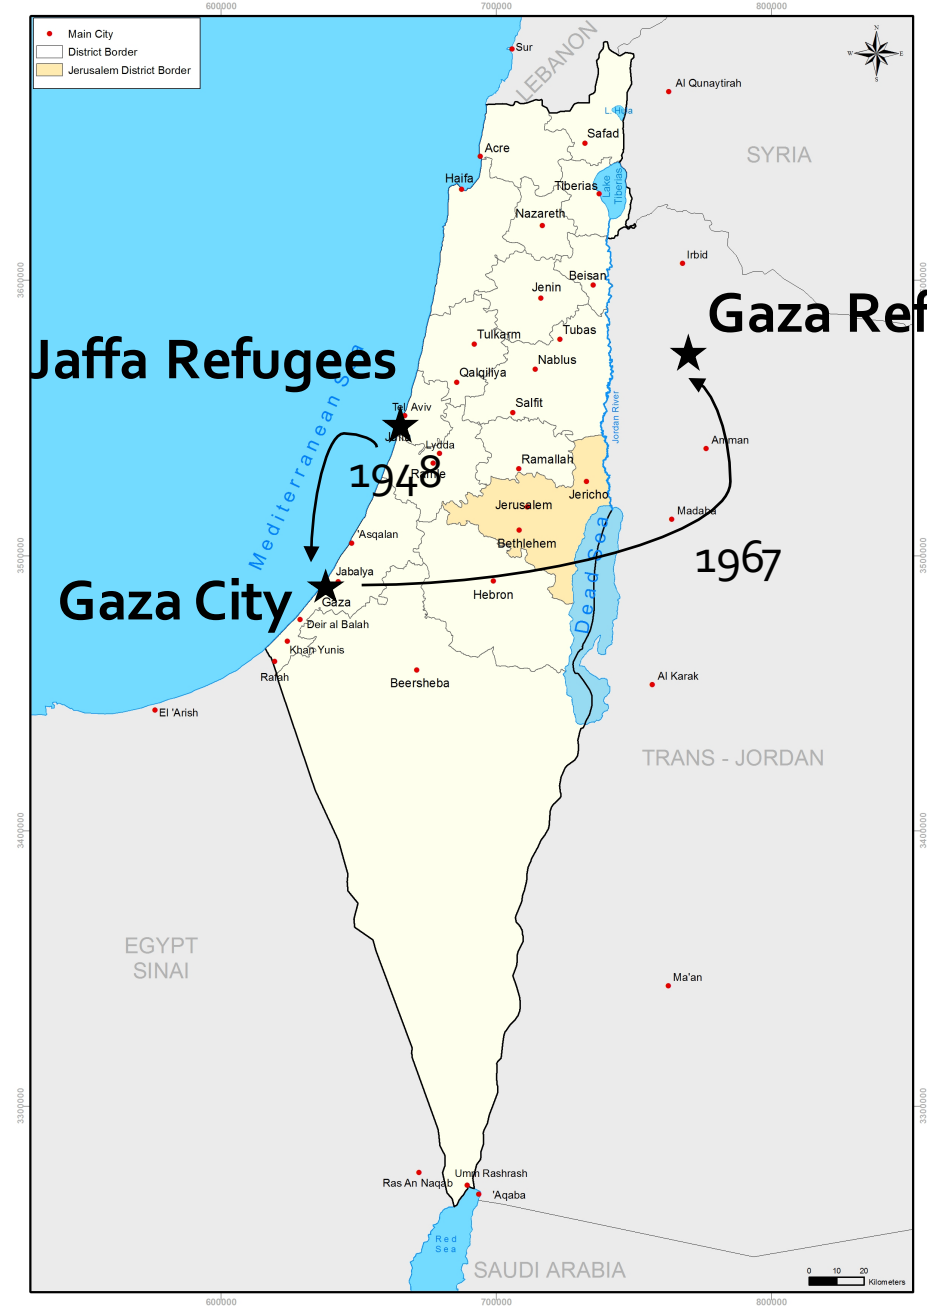 600000
700000
800000
Main City
District Border
Jerusalem District Border
Sur
LEBANON
N
W
E
S
Al Qunaytirah
L. Hula
Safad
SYRIA
Acre
Haifa
Tiberias
Lake
Tiberias
Nazareth
Irbid
3600000
3600000
Beisan
Jenin
Gaza Ref
Tulkarm
Tubas
Jaffa Refugees
Nablus
Qalqiliya
Salfit
Tel Aviv
Jaffa
Jordan River
Mediterranean Sea
Lydda
Ramle
1948
Ramallah
Amman
Jericho
Jerusalem
Madaba
'Asqalan
Bethlehem
3500000
3500000
1967
Jabalya
Gaza City
Gaza
Hebron
Dead Sea
Deir al Balah
Khan Yunis
Rafah
Beersheba
Al Karak
El 'Arish
TRANS - JORDAN
3400000
3400000
EGYPT
SINAI
Ma'an
3300000
3300000
Umm Rashrash
Ras An Naqab
'Aqaba
Red
Sea
SAUDI ARABIA
0 10 20
Kilometers
600000
700000
800000